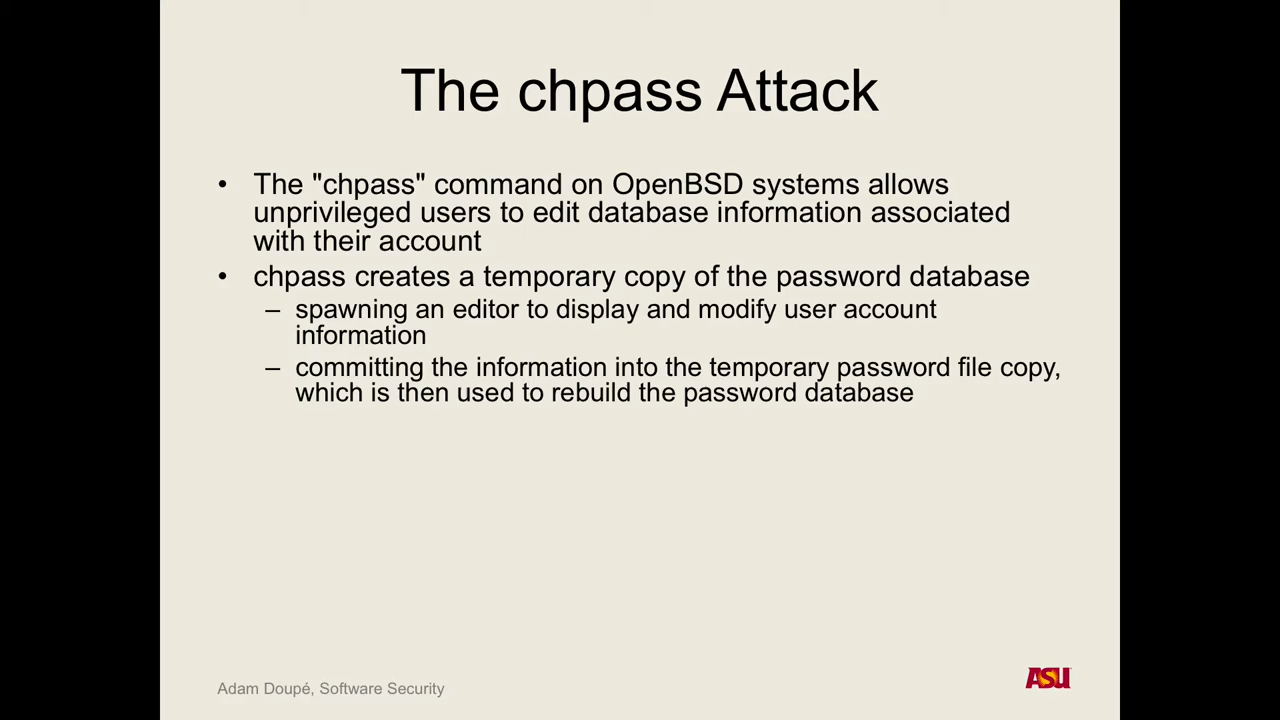 The chpass Attack
• The "chpass" command on OpenBSD systems allows
unprivileged users to edit database information associated
with their account
• chpass creates a temporary copy of the password database
– spawning an editor to display and modify user account
information
– committing the information into the temporary password file copy,
which is then used to rebuild the password database
Adam Doupé, Software Security
ASU